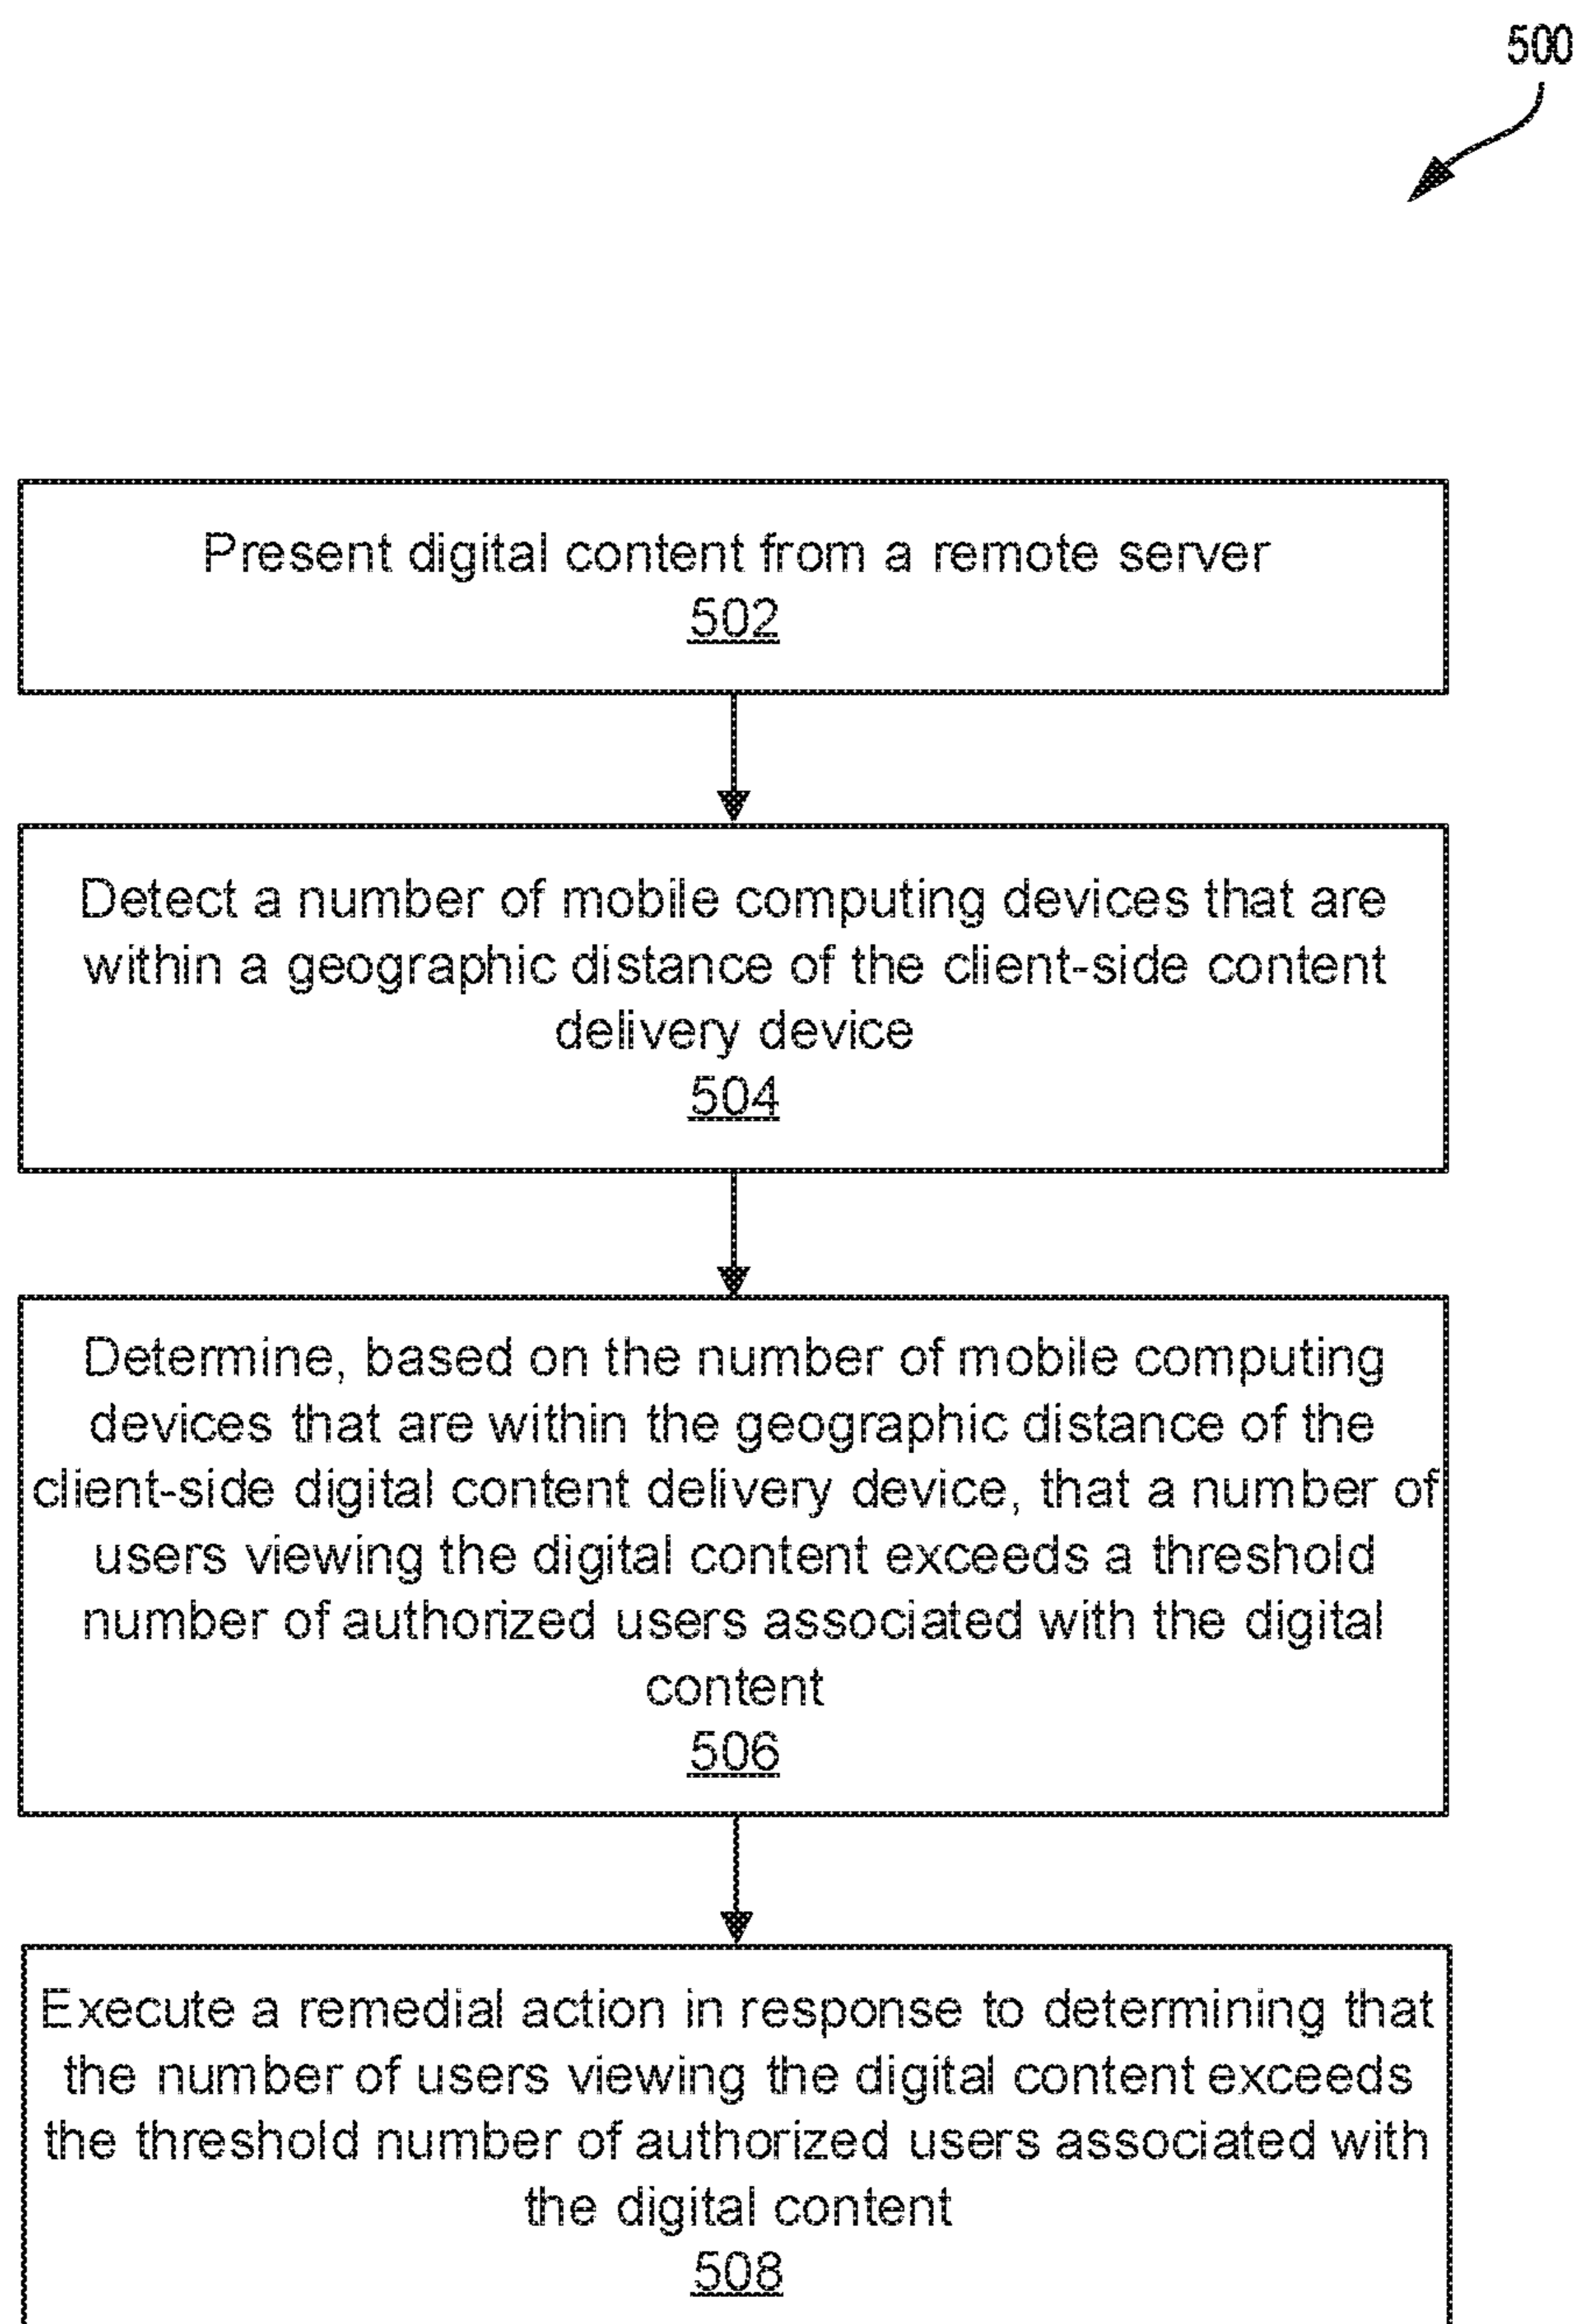 500
Present digital content from a remote server
502
Detect a number of mobile computing devices that are
within a geographic distance of the client-side content
delivery device
504
Determine, based on the number of mobile computing
devices that are within the geographic distance of the
client-side digital content delivery device, that a number of
users viewing the digital content exceeds a threshold
number of authorized users associated with the digital
content
506
Execute a remedial action in response to determining that
the number of users viewing the digital content exceeds
the threshold number of authorized users associated with
the digital content
508